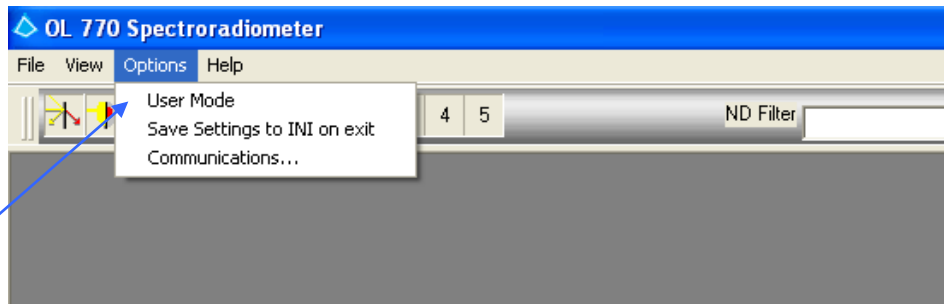 OL 770 Spectroradiometer
File View Options Help
User Mode
Save Settings to INI on exit
Communications...
4 5
ND Filter